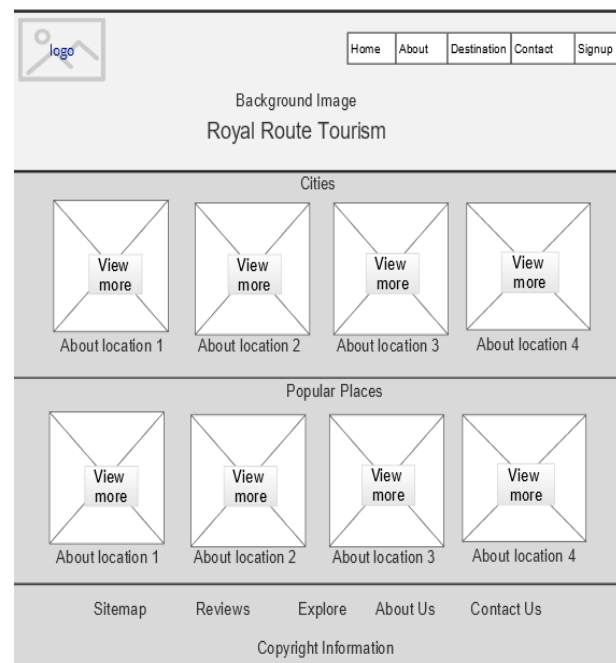 logo
Home About Destination Contact Signup
Background Image
Royal Route Tourism
Cities
View more
View more
View more
View more
About location 1 About location 2 About location 3 About location 4
Popular Places
View more
View more
View more
View more
About location 1 About location 2 About location 3 About location 4
Sitemap Reviews Explore About Us Contact Us
Copyright Information